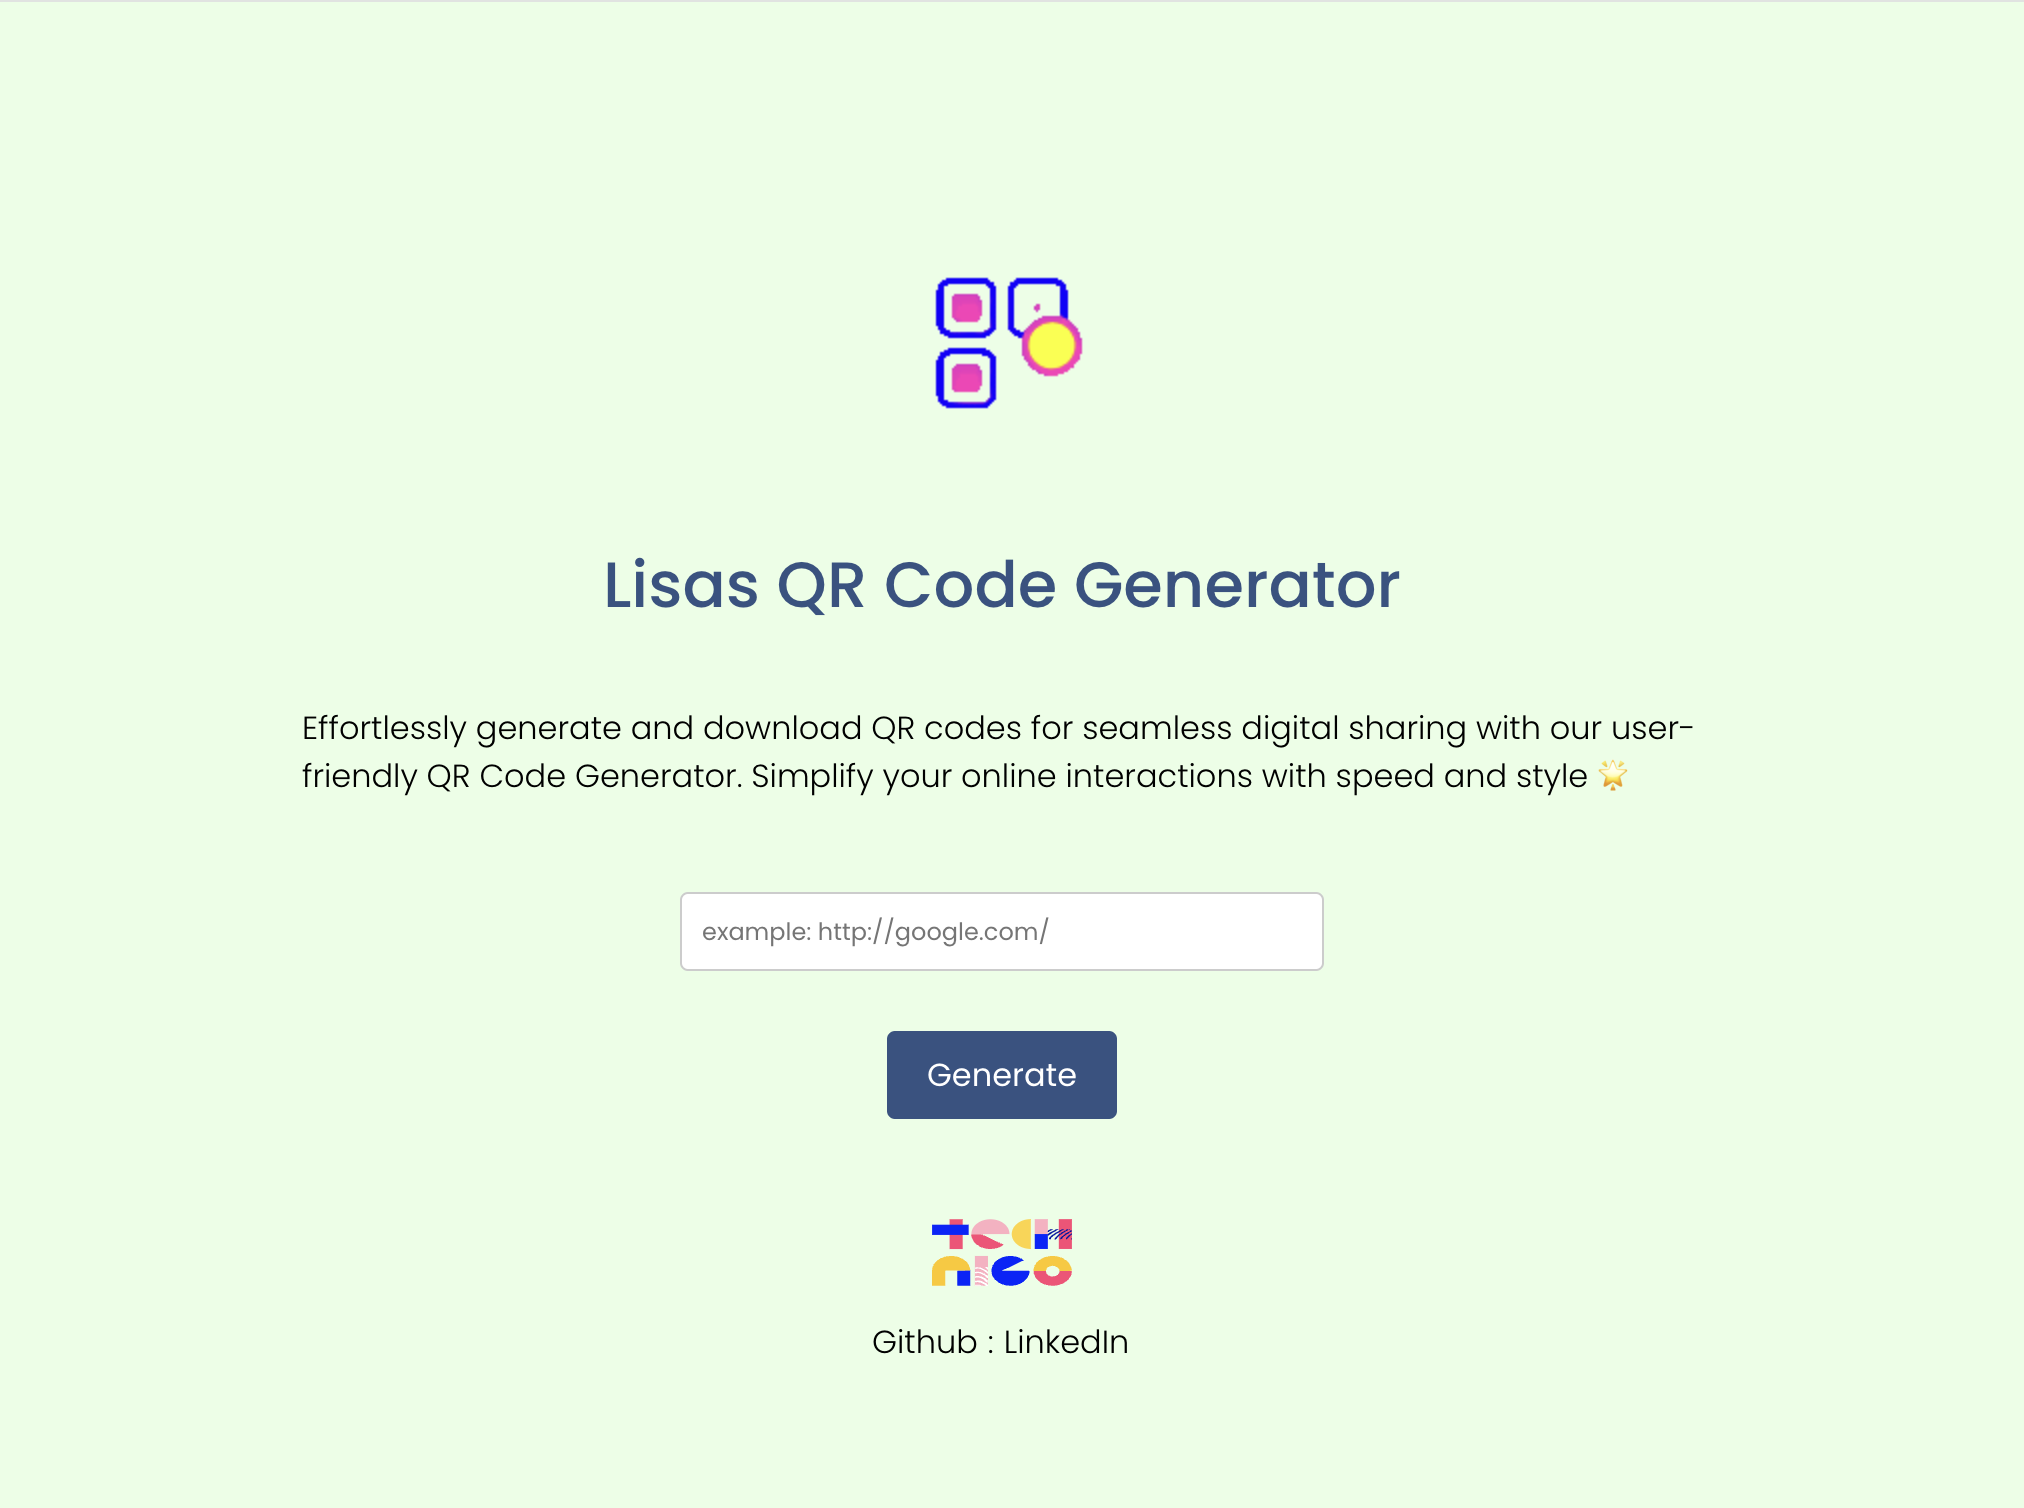 Lisas QR Code Generator
Effortlessly generate and download QR codes for seamless digital sharing with our user-
friendly QR Code Generator. Simplify your online interactions with speed and style 🌟
example: http://google.com/
Generate
tecH
nico
Github : LinkedIn